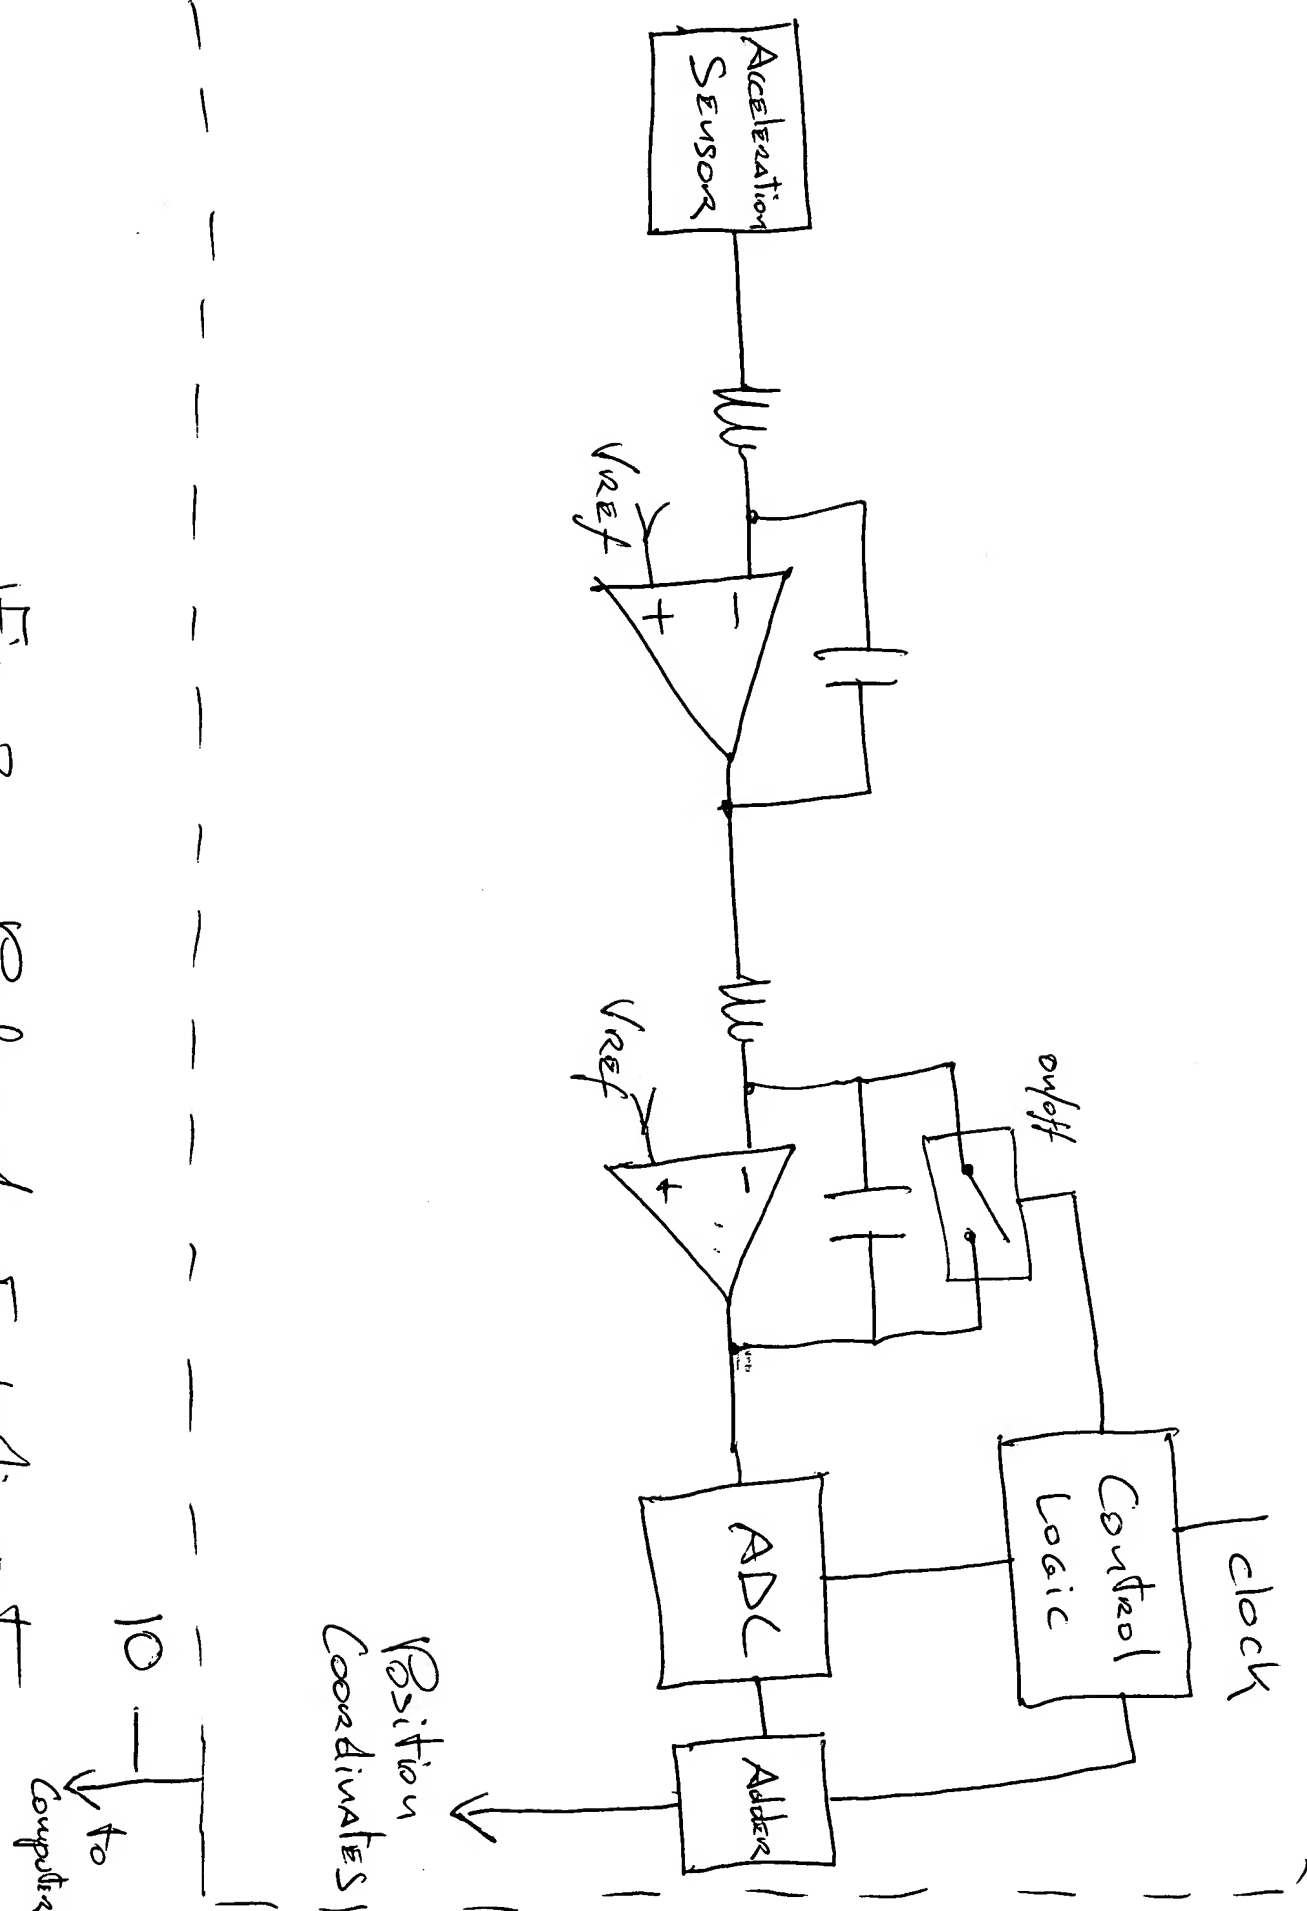 Acceleration
Sensor
VREF
+
-
VREF
+
-
on/off
Clock
Control
Logic
ADC
Adder
Position
Coordinates
10
to
Computer